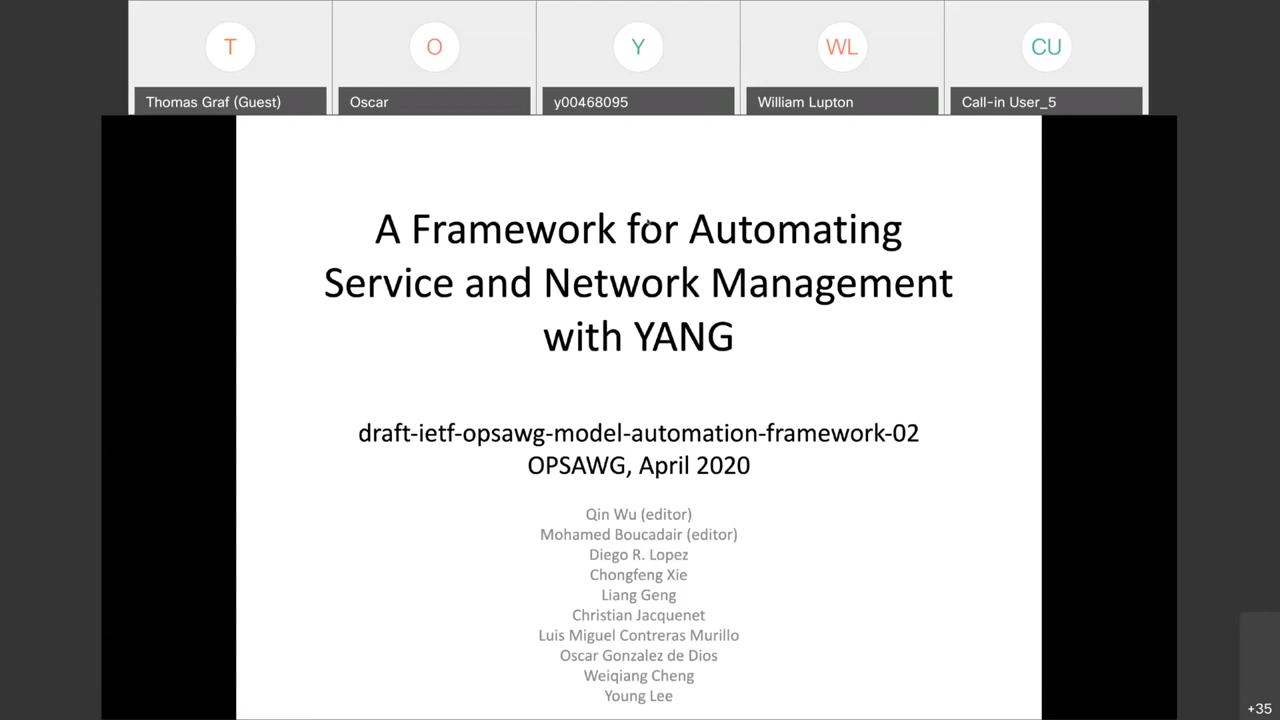 T
O
Y
WL
CU
Thomas Graf (Guest)
Oscar
y00468095
William Lupton
Call-in User_5
A Framework for Automating
Service and Network Management
with YANG
draft-ietf-opsawg-model-automation-framework-02
OPSAWG, April 2020
Qin Wu (editor)
Mohamed Boucadair (editor)
Diego R. Lopez
Chongfeng Xie
Liang Geng
Christian Jacquenet
Luis Miguel Contreras Murillo
Oscar Gonzalez de Dios
Weiqiang Cheng
Young Lee
+35